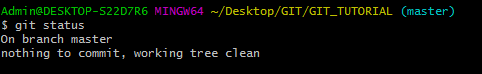 Admin@DESKTOP-S22D7R6 MINGW64 ~/Desktop/GIT/GIT_TUTORIAL (master)
$ git status
On branch master
nothing to commit, working tree clean